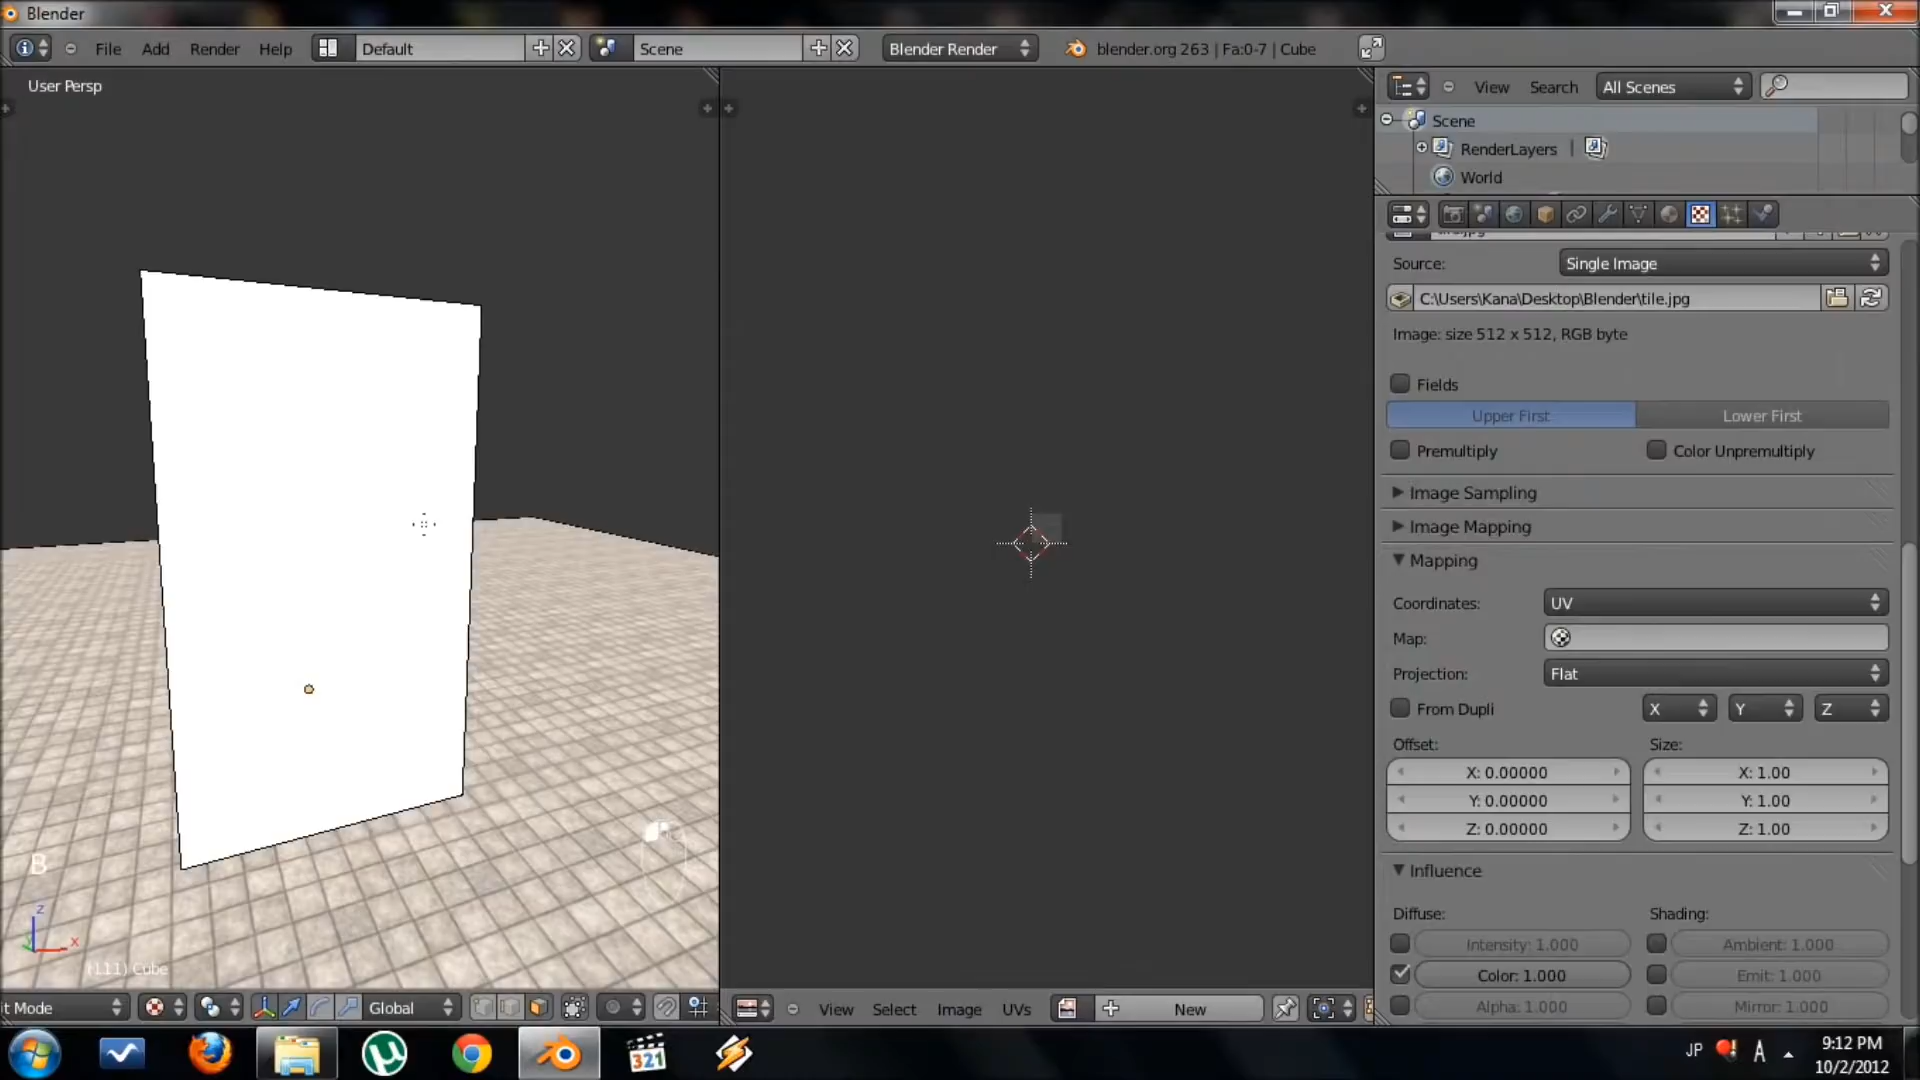 Blender
File Add Render Help Default Scene Blender Render blender.org 263 | Fa:0-7 | Cube
User Persp
View Search All Scenes
Scene
RenderLayers |
World
Source: Single Image
C:\Users\Kana\Desktop\Blender\tile.jpg
Image: size 512 x 512, RGB byte
Fields
Upper First Lower First
Premultiply Color Unpremultiply
Image Sampling
Image Mapping
Mapping
Coordinates: UV
Map:
Projection: Flat
From Dupli X Y Z
Offset: Size:
X: 0.00000 X: 1.00
Y: 0.00000 Y: 1.00
Z: 0.00000 Z: 1.00
Influence
Diffuse: Shading:
Intensity: 1.000 Ambient: 1.000
Color: 1.000 Emit: 1.000
Alpha: 1.000 Mirror: 1.000
B
z
x
(111) Cube
it Mode Global View Select Image UVs New
321
JP A 9:12 PM
10/2/2012